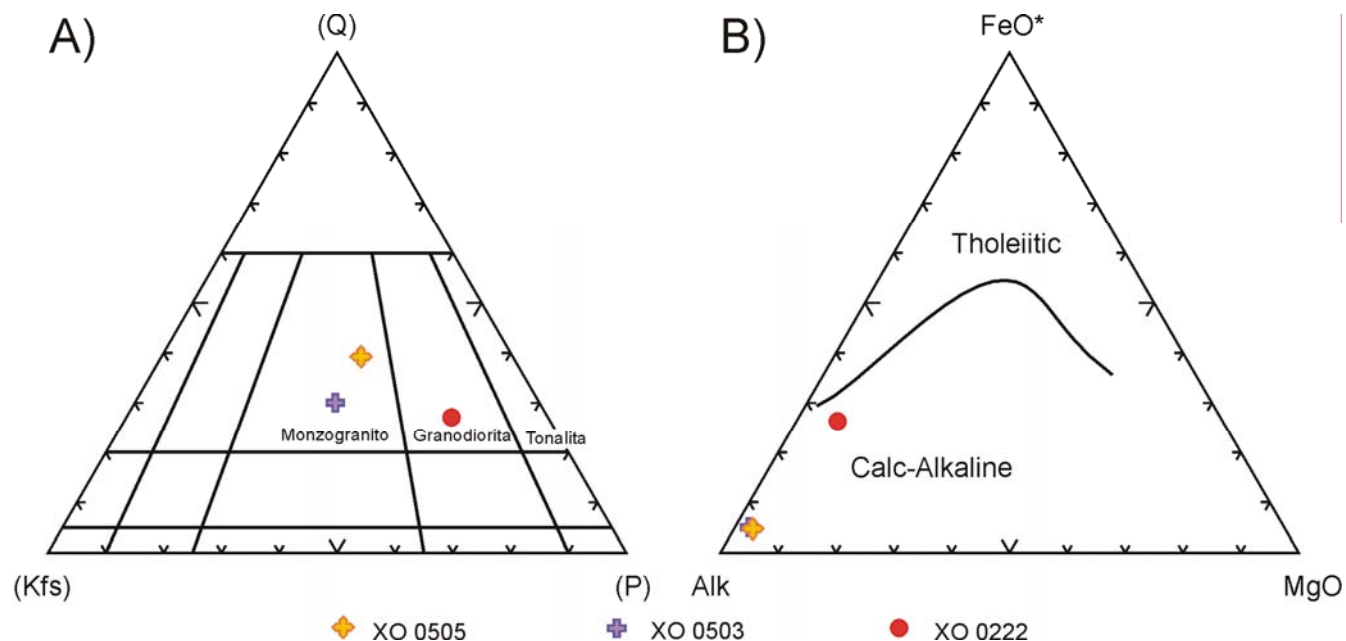 A)
(Q)
Monzogranito
Granodiorita
Tonalita
(Kfs)
(P)
B)
FeO*
Tholeiitic
Calc-Alkaline
Alk
MgO
XO 0505
XO 0503
XO 0222